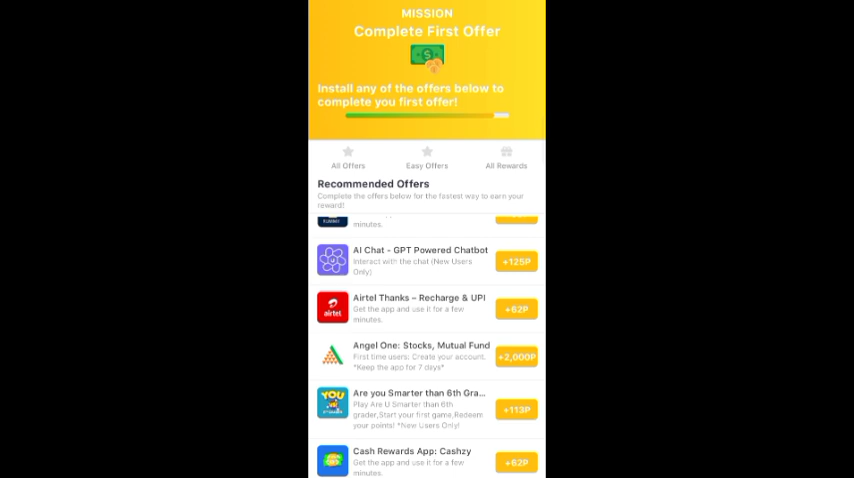 MISSION
Complete First Offer
Install any of the offers below to
complete you first offer!
All Offers
Easy Offers
All Rewards
Recommended Offers
Complete the offers below for the fastest way to earn your
reward!
RUMMY
minutes.
AI Chat - GPT Powered Chatbot
Interact with the chat (New Users
Only)
+125P
Airtel Thanks – Recharge & UPI
Get the app and use it for a few
minutes.
airtel
+62P
Angel One: Stocks, Mutual Fund
First time users: Create your account.
*Keep the app for 7 days*
+2,000P
YOU
Are you Smarter than 6th Gra...
Play Are U Smarter than 6th
grader,Start your first game,Redeem
your points! *New Users Only!
+113P
Cash Rewards App: Cashzy
Get the app and use it for a few
minutes.
+62P